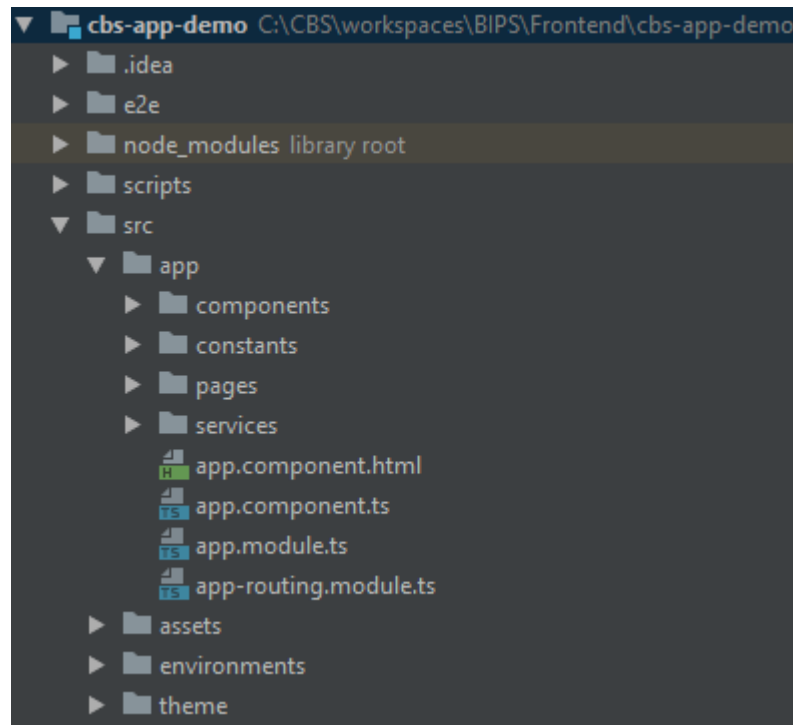 cbs-app-demo C:\CBS\workspaces\BIPS\Frontend\cbs-app-demo
.idea
e2e
node_modules library root
scripts
src
app
components
constants
pages
services
H app.component.html
TS app.component.ts
TS app.module.ts
TS app-routing.module.ts
assets
environments
theme